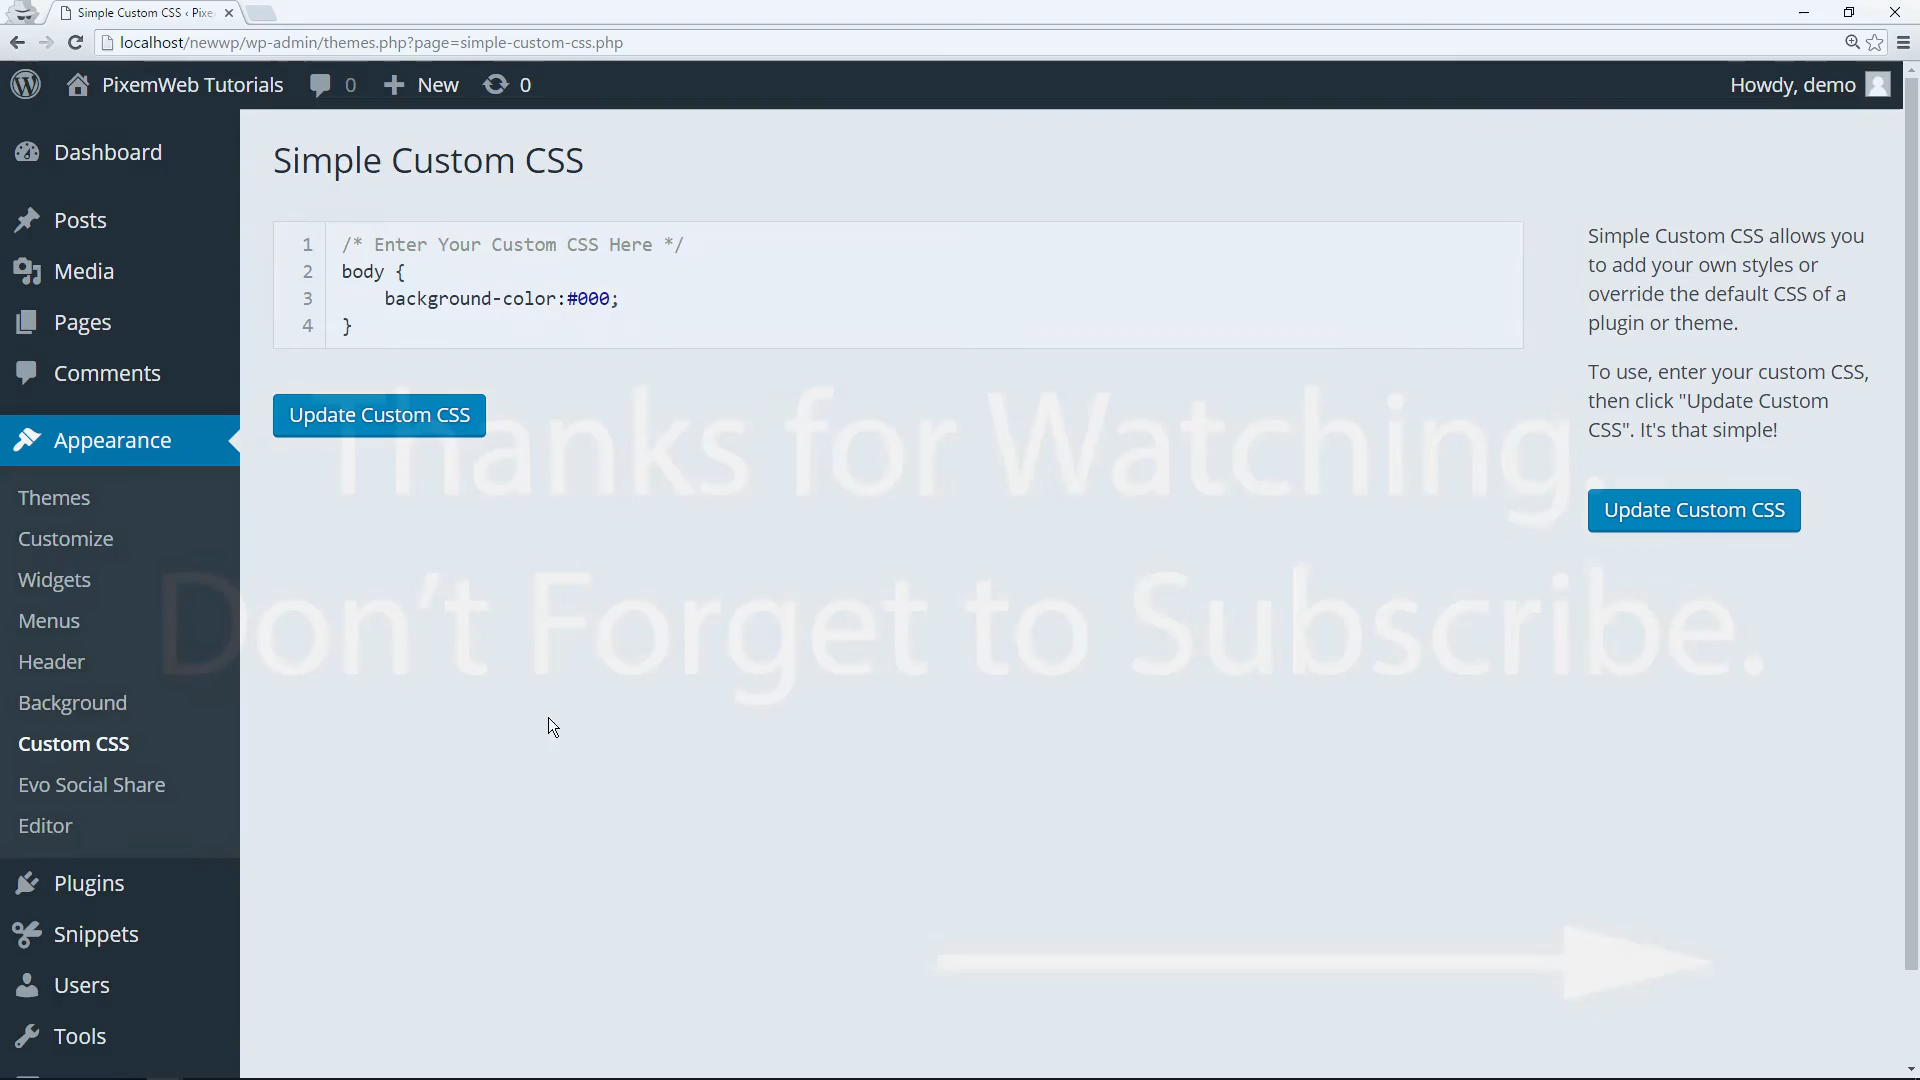 Simple Custom CSS ‹ Pixe
localhost/newwp/wp-admin/themes.php?page=simple-custom-css.php
PixemWeb Tutorials 0 New 0 Howdy, demo
Dashboard
Posts
Media
Pages
Comments
Appearance
Themes
Customize
Widgets
Menus
Header
Background
Custom CSS
Evo Social Share
Editor
Plugins
Snippets
Users
Tools
Simple Custom CSS
1 /* Enter Your Custom CSS Here */
2 body {
3 background-color:#000;
4 }
Update Custom CSS
Simple Custom CSS allows you
to add your own styles or
override the default CSS of a
plugin or theme.
To use, enter your custom CSS,
then click "Update Custom
CSS". It's that simple!
Update Custom CSS
Thanks for Watching.
Don’t Forget to Subscribe.